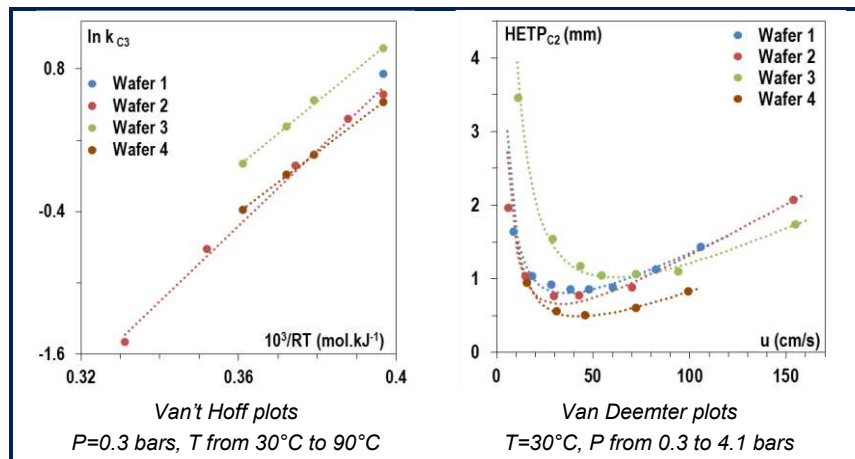 ln k C3
0.8
-0.4
-1.6
Wafer 1
Wafer 2
Wafer 3
Wafer 4
10³/RT (mol.kJ⁻¹)
0.32
0.36
0.4
Van't Hoff plots
P=0.3 bars, T from 30°C to 90°C
HETP C2 (mm)
4
3
2
1
0
Wafer 1
Wafer 2
Wafer 3
Wafer 4
u (cm/s)
0
50
100
150
Van Deemter plots
T=30°C, P from 0.3 to 4.1 bars